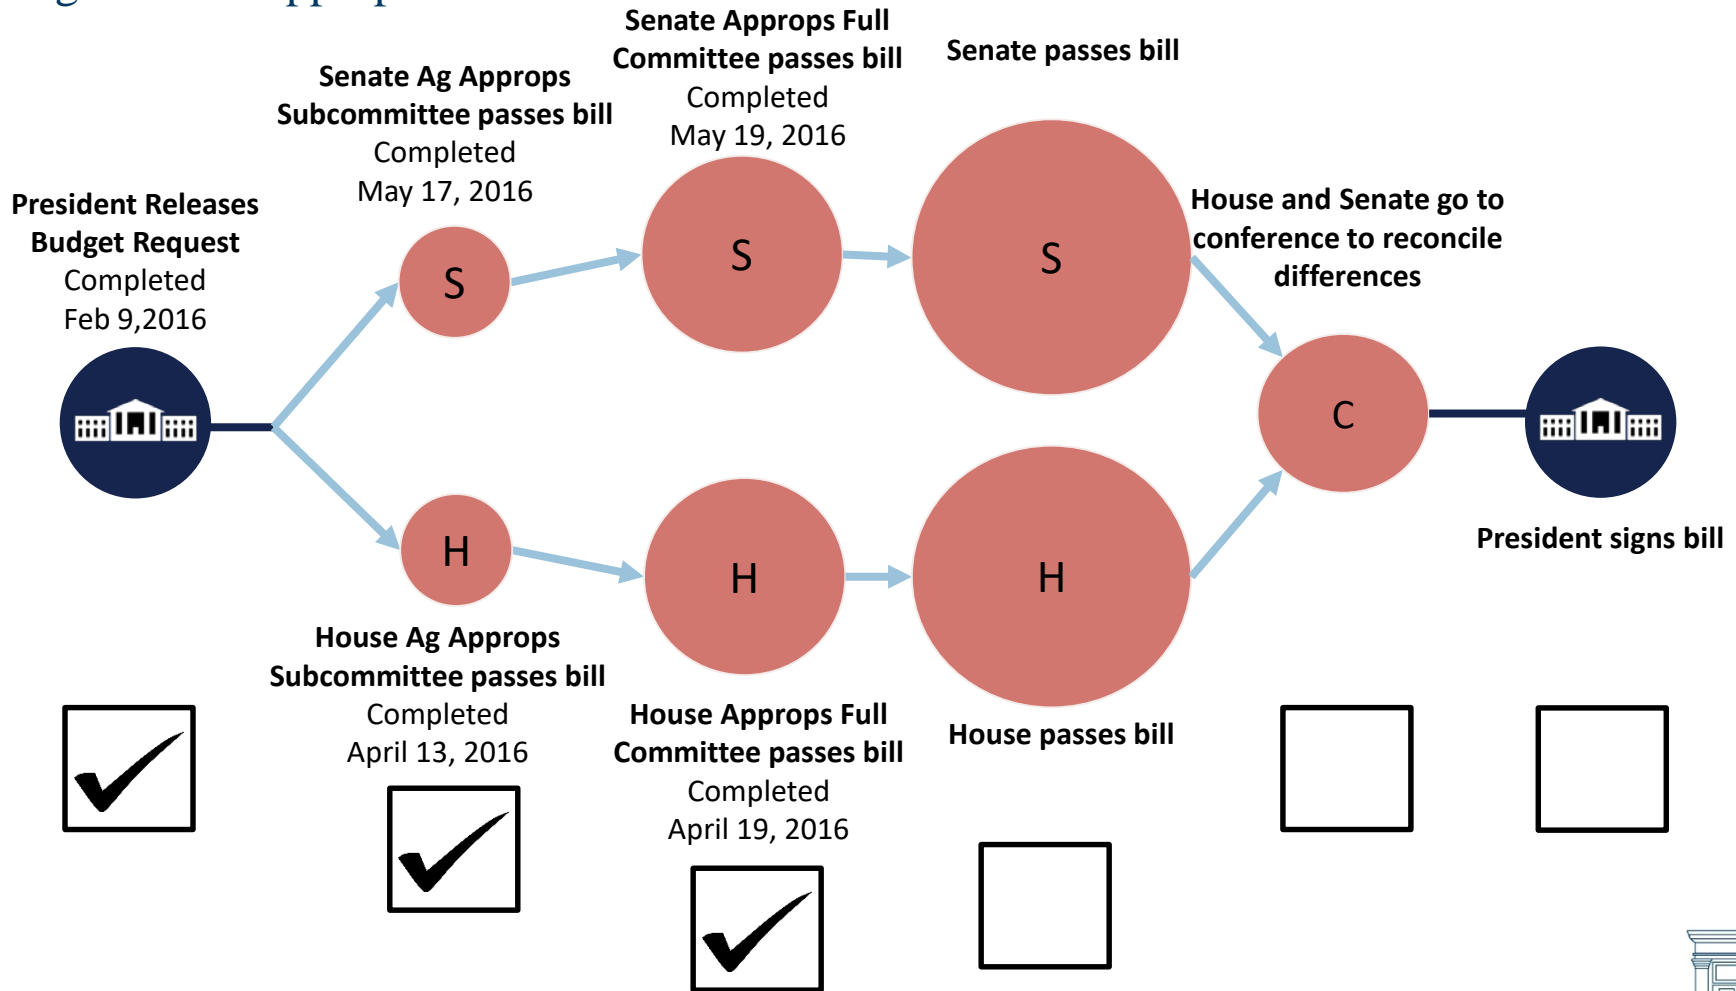 Senate Approps Full
Committee passes bill
Completed
May 19, 2016
Senate passes bill
Senate Ag Approps
Subcommittee passes bill
Completed
May 17, 2016
President Releases
Budget Request
Completed
Feb 9,2016
House and Senate go to
conference to reconcile
differences
S
S
S
C
H
H
H
President signs bill
House Ag Approps
Subcommittee passes bill
Completed
April 13, 2016
House Approps Full
Committee passes bill
Completed
April 19, 2016
House passes bill